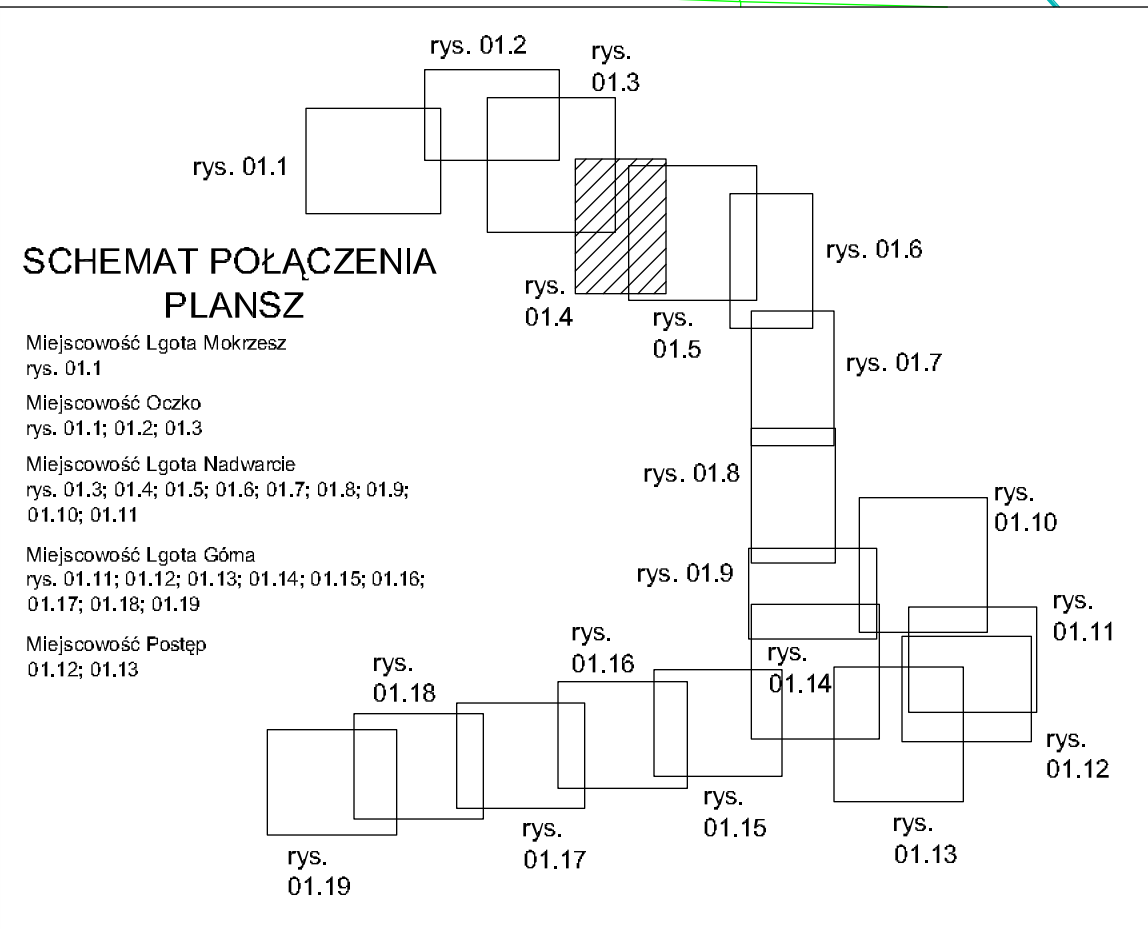 rys. 01.2
rys.
01.3
rys. 01.1
SCHEMAT POŁĄCZENIA
PLANSZ
Miejscowość Lgota Mokrzesz
rys. 01.1
Miejscowość Oczko
rys. 01.1; 01.2; 01.3
Miejscowość Lgota Nadwarcie
rys. 01.3; 01.4; 01.5; 01.6; 01.7; 01.8; 01.9;
01.10; 01.11
Miejscowość Lgota Górna
rys. 01.11; 01.12; 01.13; 01.14; 01.15; 01.16;
01.17; 01.18; 01.19
Miejscowość Postęp
01.12; 01.13
rys.
01.4
rys.
01.5
rys. 01.6
rys. 01.7
rys. 01.8
rys. 01.9
rys.
01.10
rys.
01.11
rys.
01.12
rys.
01.13
rys.
01.14
rys.
01.15
rys.
01.16
rys.
01.17
rys.
01.18
rys.
01.19